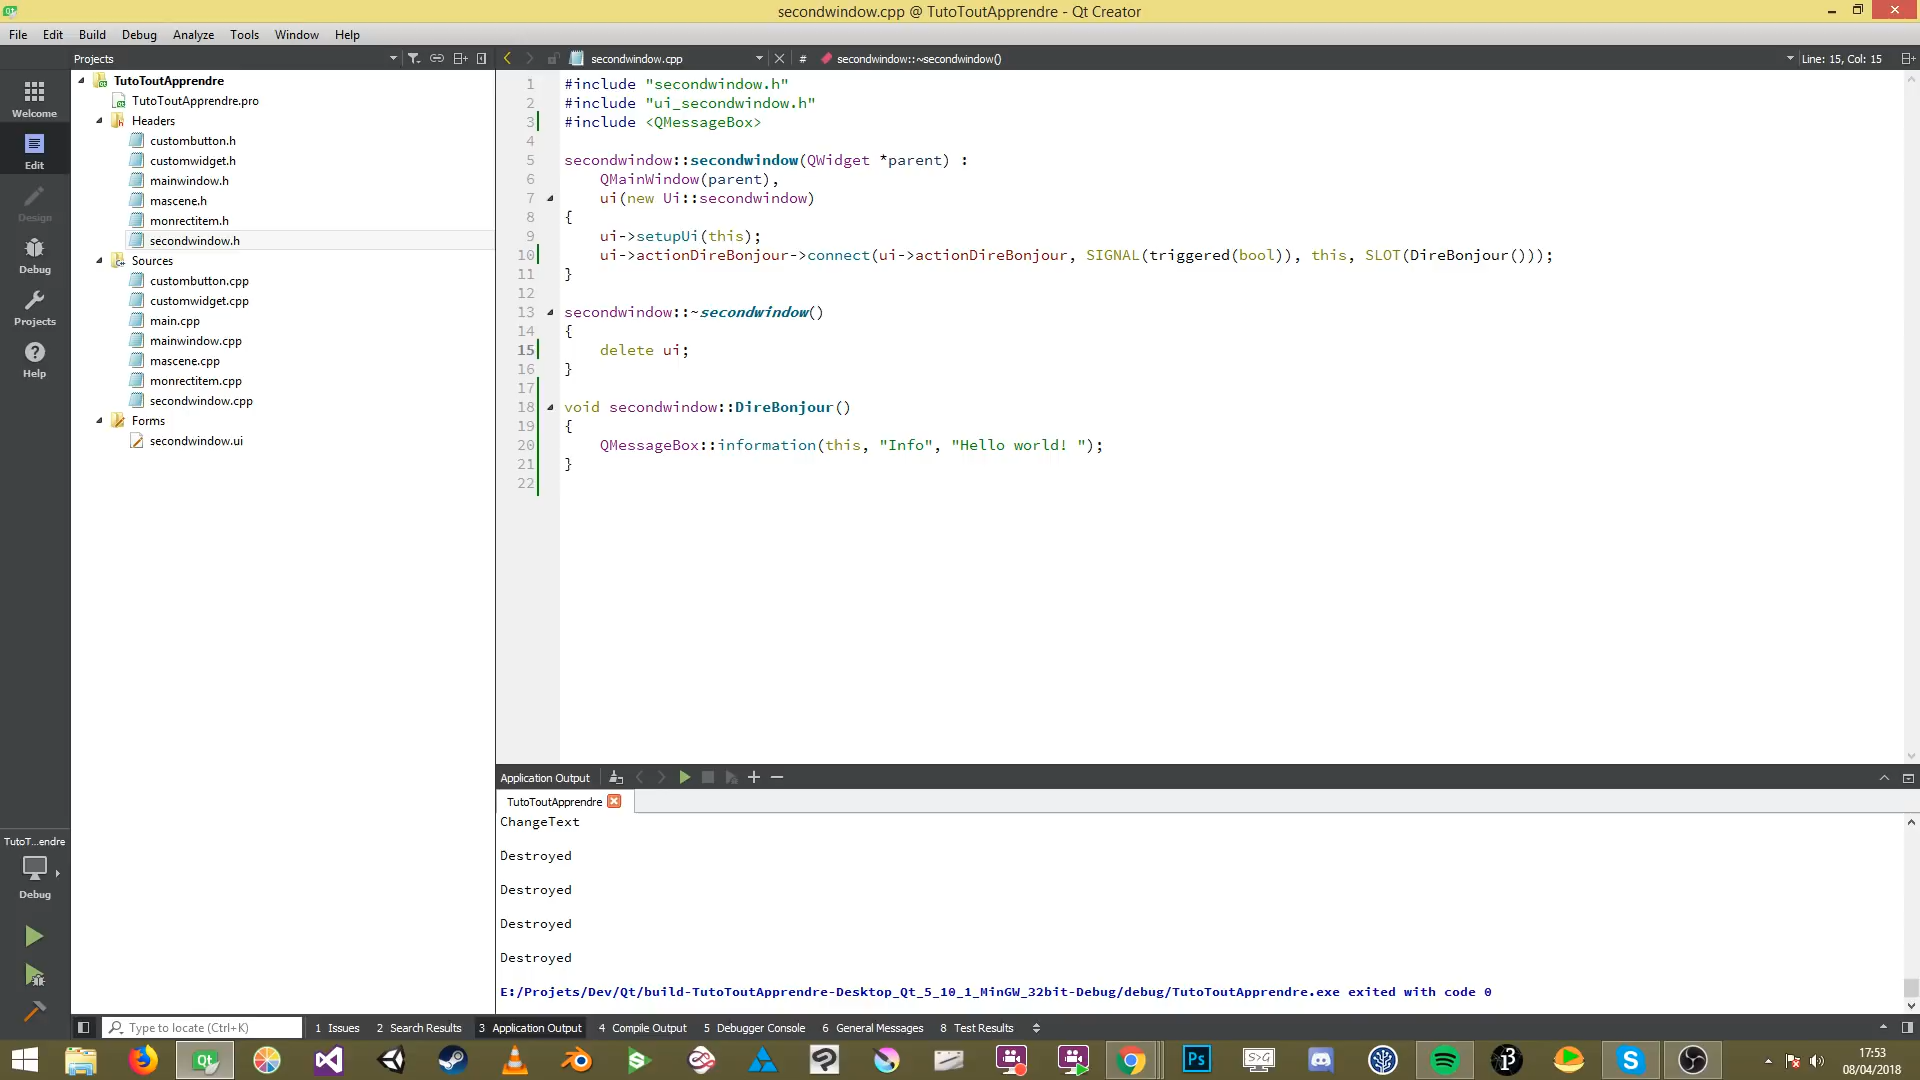 secondwindow.cpp @ TutoToutApprendre - Qt Creator
File Edit Build Debug Analyze Tools Window Help
Projects
secondwindow.cpp
# secondwindow::~secondwindow()
Line: 15, Col: 15
Welcome
Edit
Design
Debug
Projects
Help
TutoToutApprendre
TutoToutApprendre.pro
Headers
custombutton.h
customwidget.h
mainwindow.h
mascene.h
monrectitem.h
secondwindow.h
Sources
custombutton.cpp
customwidget.cpp
main.cpp
mainwindow.cpp
mascene.cpp
monrectitem.cpp
secondwindow.cpp
Forms
secondwindow.ui
1 #include "secondwindow.h"
2 #include "ui_secondwindow.h"
3 #include <QMessageBox>
4
5 secondwindow::secondwindow(QWidget *parent) :
6 QMainWindow(parent),
7 ui(new Ui::secondwindow)
8 {
9 ui->setupUi(this);
10 ui->actionDireBonjour->connect(ui->actionDireBonjour, SIGNAL(triggered(bool)), this, SLOT(DireBonjour()));
11 }
12
13 secondwindow::~secondwindow()
14 {
15 delete ui;
16 }
17
18 void secondwindow::DireBonjour()
19 {
20 QMessageBox::information(this, "Info", "Hello world! ");
21 }
22
Application Output
TutoToutApprendre
ChangeText
Destroyed
Destroyed
Destroyed
Destroyed
E:/Projets/Dev/Qt/build-TutoToutApprendre-Desktop_Qt_5_10_1_MinGW_32bit-Debug/debug/TutoToutApprendre.exe exited with code 0
TutoT...endre
Debug
Type to locate (Ctrl+K)
1 Issues 2 Search Results 3 Application Output 4 Compile Output 5 Debugger Console 6 General Messages 8 Test Results
17:53
08/04/2018